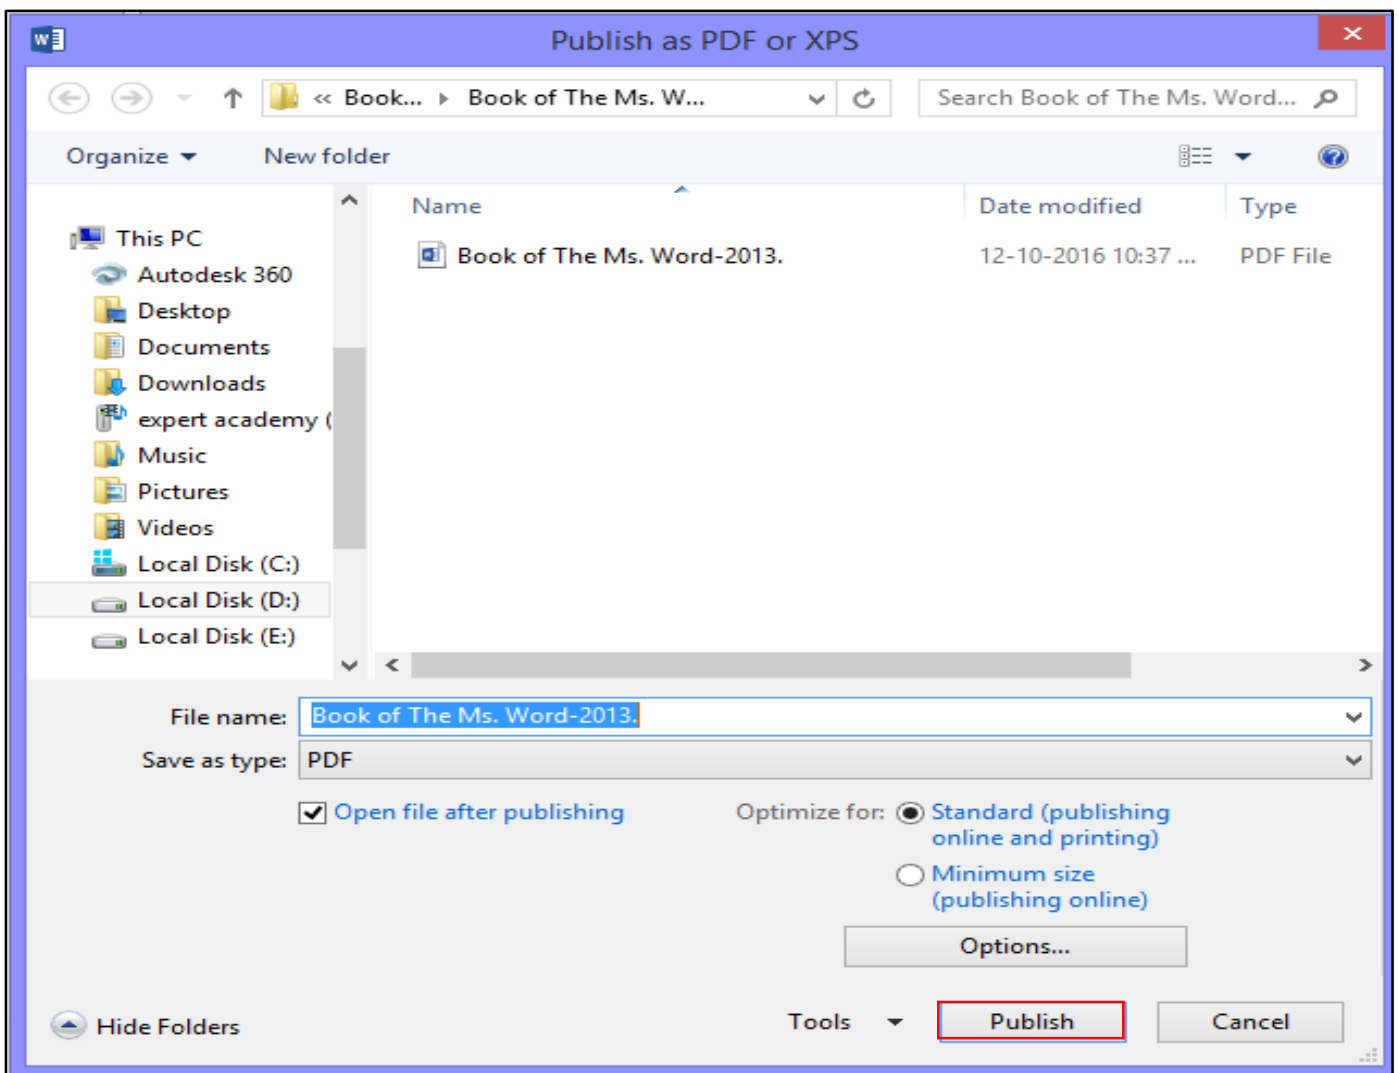 Publish as PDF or XPS
« Book... Book of The Ms. W...
Search Book of The Ms. Word...
Organize
New folder
Name
Date modified
Type
This PC
Autodesk 360
Desktop
Documents
Downloads
expert academy (
Music
Pictures
Videos
Local Disk (C:)
Local Disk (D:)
Local Disk (E:)
Book of The Ms. Word-2013.
12-10-2016 10:37 ...
PDF File
File name: Book of The Ms. Word-2013.
Save as type: PDF
Open file after publishing
Optimize for:
Standard (publishing
online and printing)
Minimum size
(publishing online)
Options...
Hide Folders
Tools
Publish
Cancel